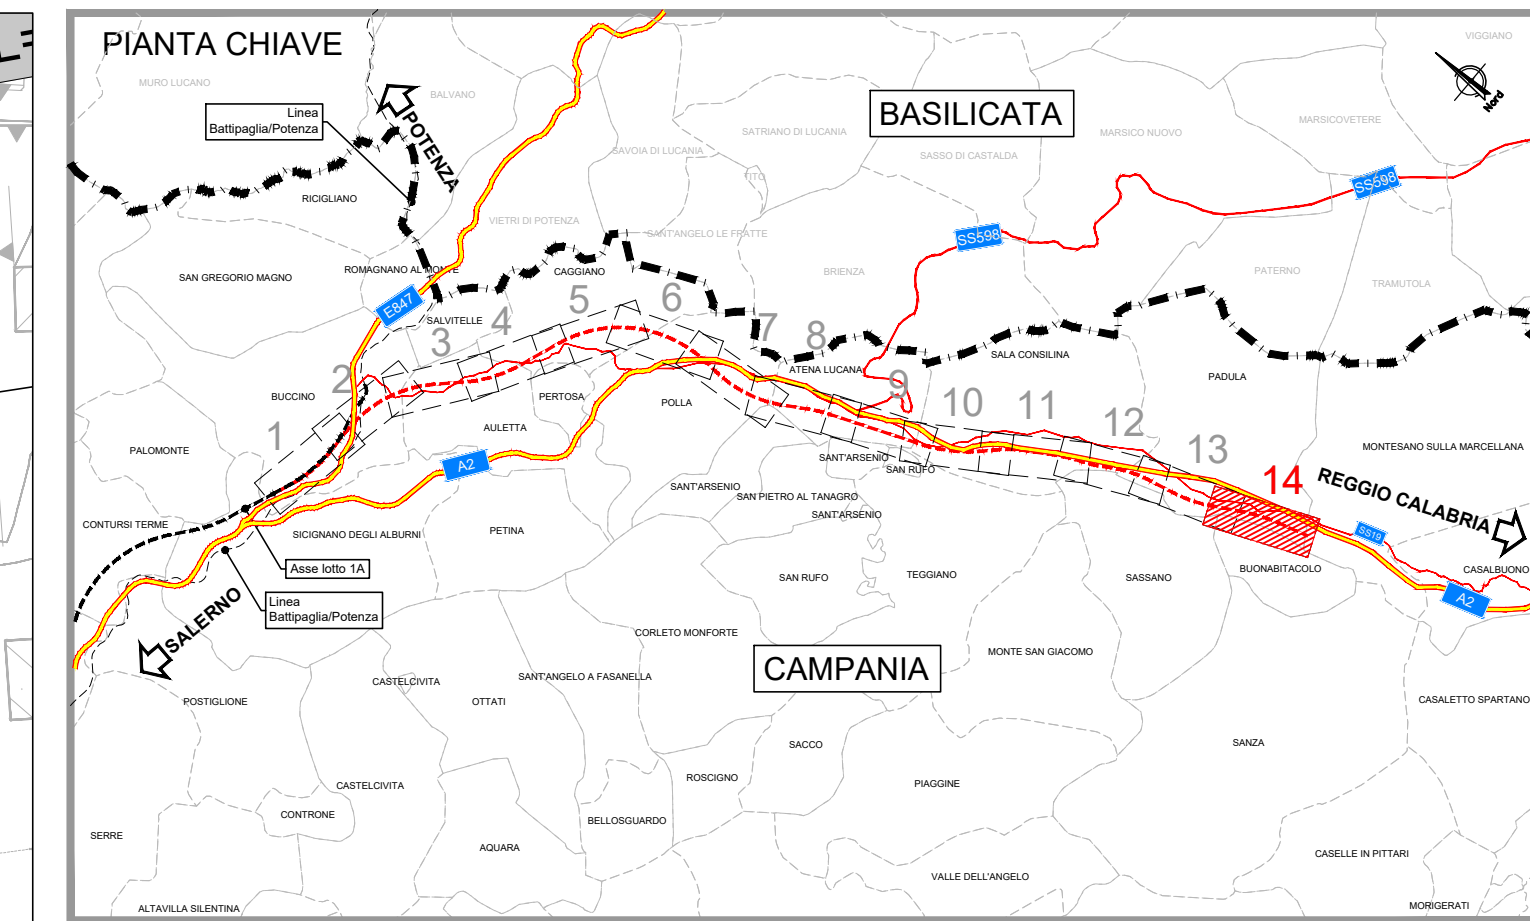 PIANTA CHIAVE
VIGGIANO
MURO LUCANO
BALVANO
Linea
Battipaglia/Potenza
POTENZA
BASILICATA
Nord
SATRIANO DI LUCANIA
MARSICO NUOVO
MARSICOVETERE
SAVOIA DI LUCANIA
SASSO DI CASTALDA
TITO
SS598
RICIGLIANO
VIETRI DI POTENZA
SANT'ANGELO LE FRATTE
SS598
SAN GREGORIO MAGNO
ROMAGNANO AL MONTE
CAGGIANO
BRIENZA
PATERNO
TRAMUTOLA
E847
SALVITELLE
3
4
5
6
7
8
SALA CONSILINA
ATENA LUCANA
PADULA
BUCCINO
2
PERTOSA
POLLA
9
10
11
12
13
14
1
AULETTA
PALOMONTE
A2
SANT'ARSENIO
SAN RUFO
MONTESANO SULLA MARCELLANA
SANT'ARSENIO
SAN PIETRO AL TANAGRO
SANT'ARSENIO
REGGIO CALABRIA
CONTURSI TERME
SICIGNANO DEGLI ALBURNI
PETINA
SS19
Asse lotto 1A
SAN RUFO
TEGGIANO
SASSANO
BUONABITACOLO
CASALBUONO
A2
Linea
Battipaglia/Potenza
SALERNO
CORLETO MONFORTE
MONTE SAN GIACOMO
CAMPANIA
CASTELCIVITA
SANT'ANGELO A FASANELLA
POSTIGLIONE
OTTATI
CASALETTO SPARTANO
SACCO
SANZA
ROSCIGNO
PIAGGINE
CASTELCIVITA
CONTRONE
BELLOSGUARDO
SERRE
AQUARA
CASELLE IN PITTARI
VALLE DELL'ANGELO
ALTAVILLA SILENTINA
MORIGERATI